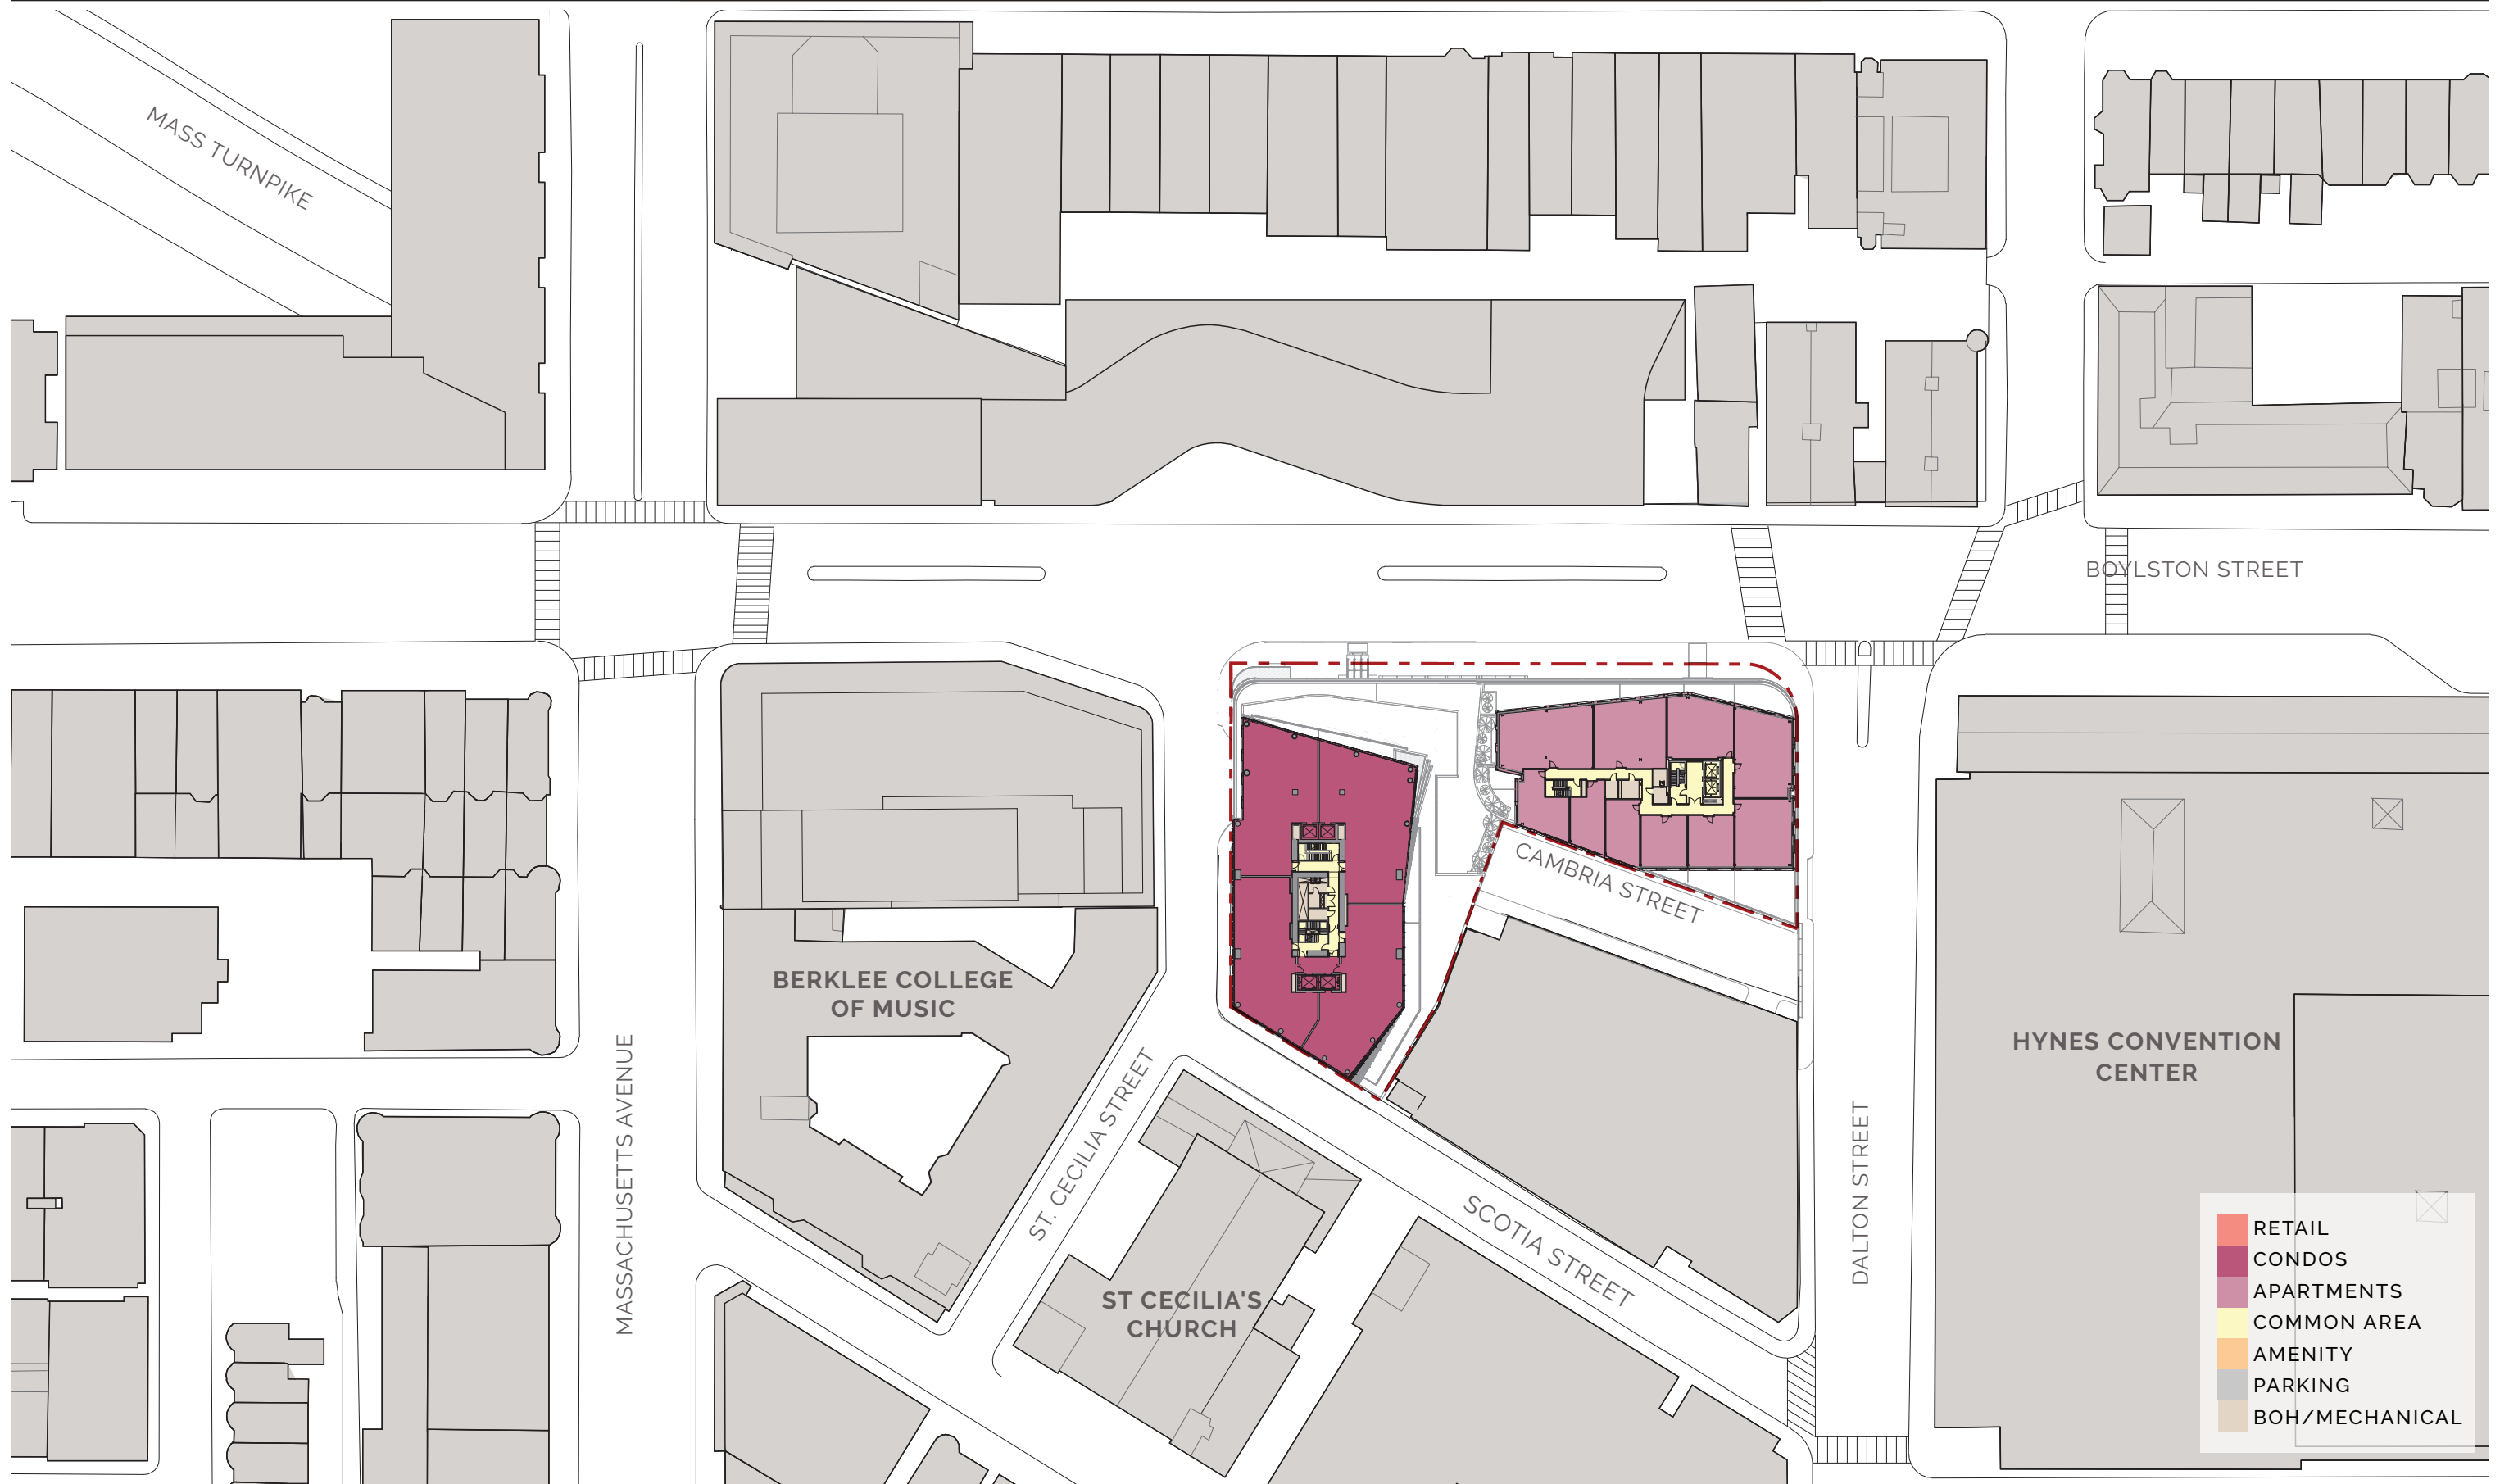 MASS TURNPIKE
BOYLSTON STREET
CAMBRIA STREET
BERKLEE COLLEGE
OF MUSIC
HYNES CONVENTION
CENTER
MASSACHUSETTS AVENUE
ST. CECILIA STREET
SCOTIA STREET
DALTON STREET
ST CECILIA'S
CHURCH
RETAIL
CONDOS
APARTMENTS
COMMON AREA
AMENITY
PARKING
BOH/MECHANICAL